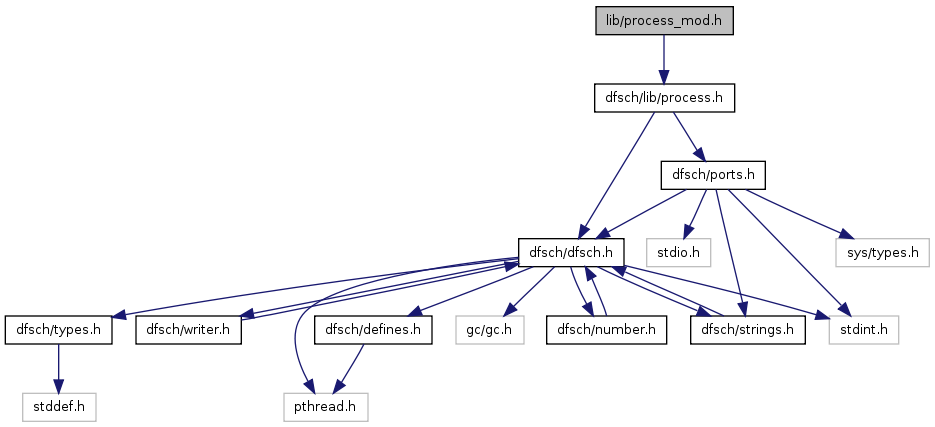 lib/process_mod.h
dfsch/lib/process.h
dfsch/ports.h
dfsch/dfsch.h
stdio.h
sys/types.h
dfsch/types.h
dfsch/writer.h
dfsch/defines.h
gc/gc.h
dfsch/number.h
dfsch/strings.h
stdint.h
stddef.h
pthread.h